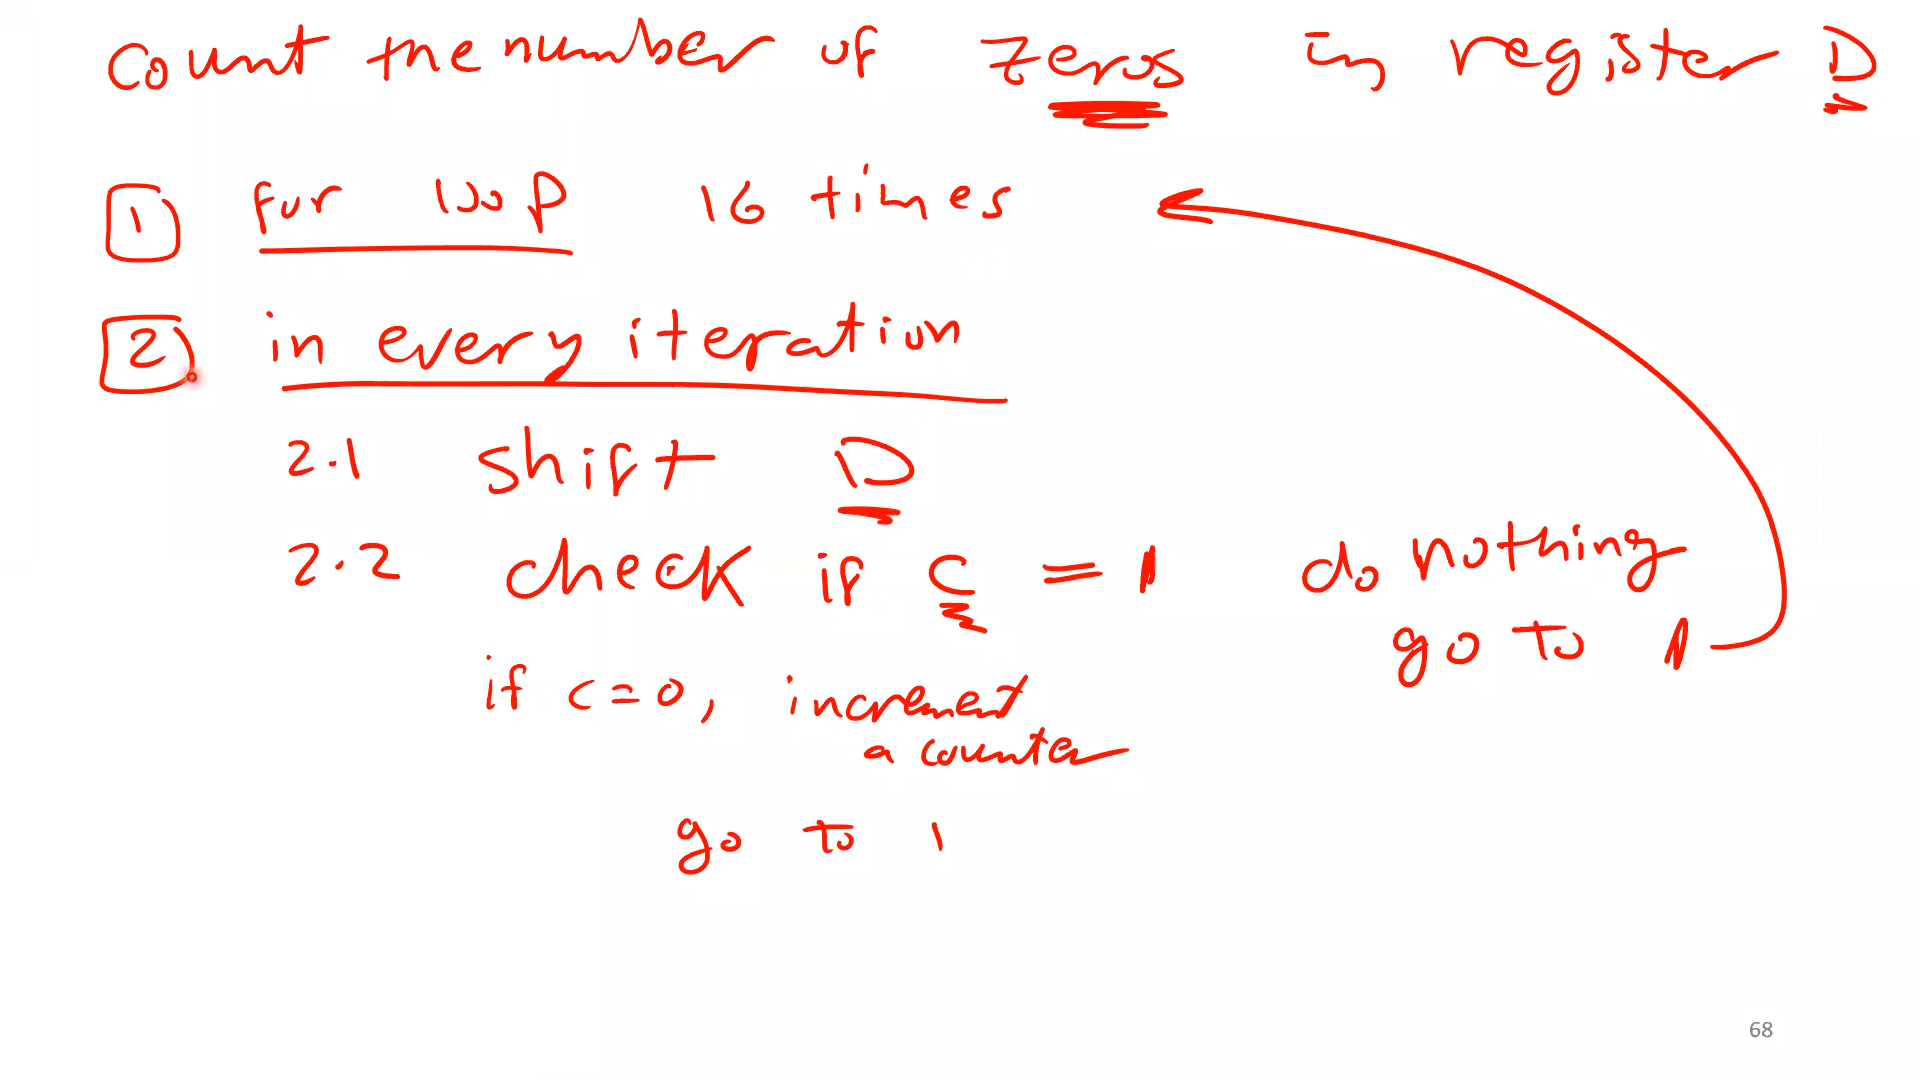 Count the number of zeros in register D
1 for loop 16 times
2 in every iteration
2.1 shift D
2.2 check if C = 1 do nothing
go to 1
if c=0, increment
a counter
go to 1
68